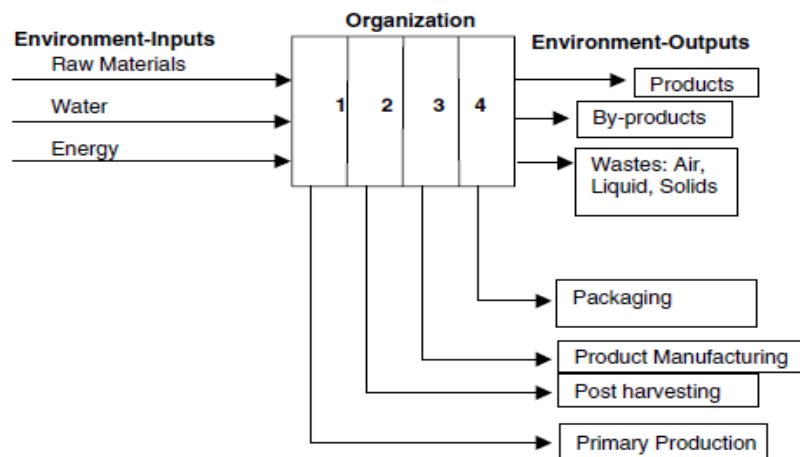 Organization
Environment-Inputs
Environment-Outputs
Raw Materials
Products
Water
1 2 3 4
By-products
Energy
Wastes: Air,
Liquid, Solids
Packaging
Product Manufacturing
Post harvesting
Primary Production